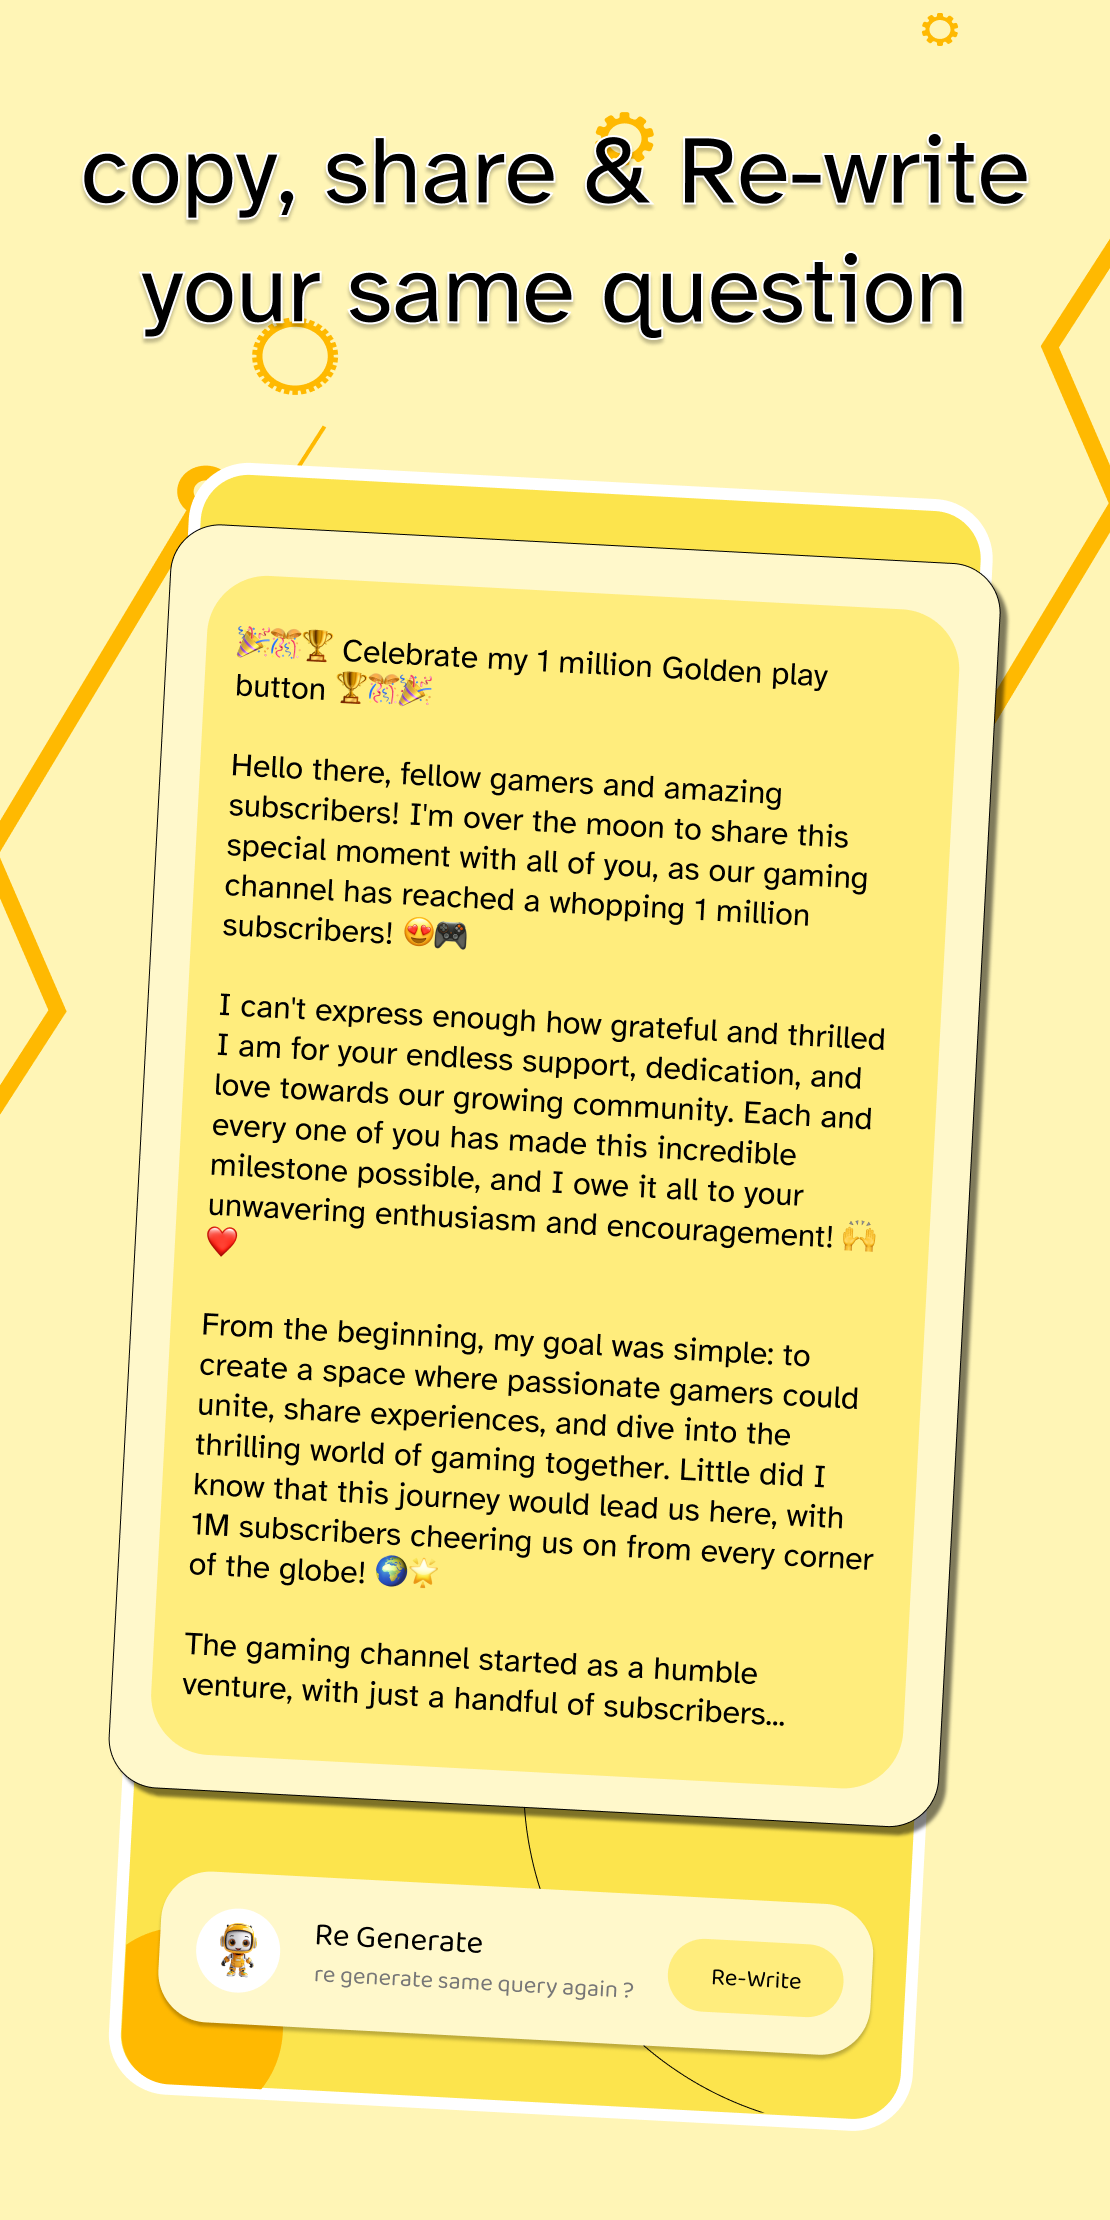 copy, share & Re-write
your same question
🎉🎊🏆 Celebrate my 1 million Golden play
button 🏆🎊🎉
Hello there, fellow gamers and amazing
subscribers! I'm over the moon to share this
special moment with all of you, as our gaming
channel has reached a whopping 1 million
subscribers! 😍🎮
I can't express enough how grateful and thrilled
I am for your endless support, dedication, and
love towards our growing community. Each and
every one of you has made this incredible
milestone possible, and I owe it all to your
unwavering enthusiasm and encouragement! 🙌
❤️
From the beginning, my goal was simple: to
create a space where passionate gamers could
unite, share experiences, and dive into the
thrilling world of gaming together. Little did I
know that this journey would lead us here, with
1M subscribers cheering us on from every corner
of the globe! 🌍🌟
The gaming channel started as a humble
venture, with just a handful of subscribers...
Re Generate
re generate same query again ?
Re-Write